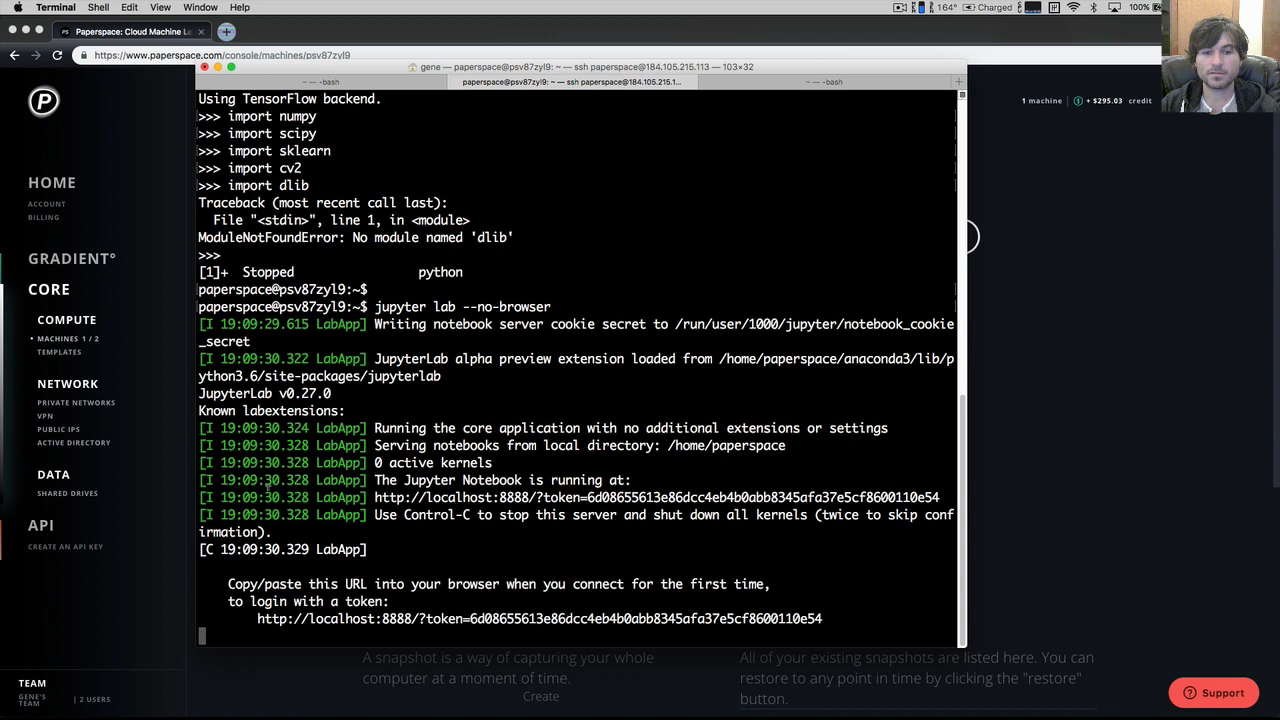 Terminal Shell Edit View Window Help
164° Charged 100%
PS Paperspace: Cloud Machine Le
https://www.paperspace.com/console/machines/psv87zyl9
gene — paperspace@psv87zyl9: ~ — ssh paperspace@184.105.215.113 — 103×32
~ — -bash
paperspace@psv87zyl9: ~ — ssh paperspace@184.105.215.1...
~ — -bash
P
1 machine + $295.03 credit
HOME
ACCOUNT
BILLING
GRADIENT°
CORE
COMPUTE
MACHINES 1 / 2
TEMPLATES
NETWORK
PRIVATE NETWORKS
VPN
PUBLIC IPS
ACTIVE DIRECTORY
DATA
SHARED DRIVES
API
CREATE AN API KEY
TEAM
GENE'S
TEAM
2 USERS
Using TensorFlow backend.
>>> import numpy
>>> import scipy
>>> import sklearn
>>> import cv2
>>> import dlib
Traceback (most recent call last):
  File "<stdin>", line 1, in <module>
ModuleNotFoundError: No module named 'dlib'
>>>
[1]+  Stopped                 python
paperspace@psv87zyl9:~$
paperspace@psv87zyl9:~$ jupyter lab --no-browser
[I 19:09:29.615 LabApp] Writing notebook server cookie secret to /run/user/1000/jupyter/notebook_cookie
_secret
[I 19:09:30.322 LabApp] JupyterLab alpha preview extension loaded from /home/paperspace/anaconda3/lib/p
ython3.6/site-packages/jupyterlab
JupyterLab v0.27.0
Known labextensions:
[I 19:09:30.324 LabApp] Running the core application with no additional extensions or settings
[I 19:09:30.328 LabApp] Serving notebooks from local directory: /home/paperspace
[I 19:09:30.328 LabApp] 0 active kernels
[I 19:09:30.328 LabApp] The Jupyter Notebook is running at:
[I 19:09:30.328 LabApp] http://localhost:8888/?token=6d08655613e86dcc4eb4b0abb8345afa37e5cf8600110e54
[I 19:09:30.328 LabApp] Use Control-C to stop this server and shut down all kernels (twice to skip conf
irmation).
[C 19:09:30.329 LabApp]
    Copy/paste this URL into your browser when you connect for the first time,
    to login with a token:
        http://localhost:8888/?token=6d08655613e86dcc4eb4b0abb8345afa37e5cf8600110e54
A snapshot is a way of capturing your whole
computer at a moment of time.
Create
All of your existing snapshots are listed here. You can
restore to any point in time by clicking the "restore"
button.
Support